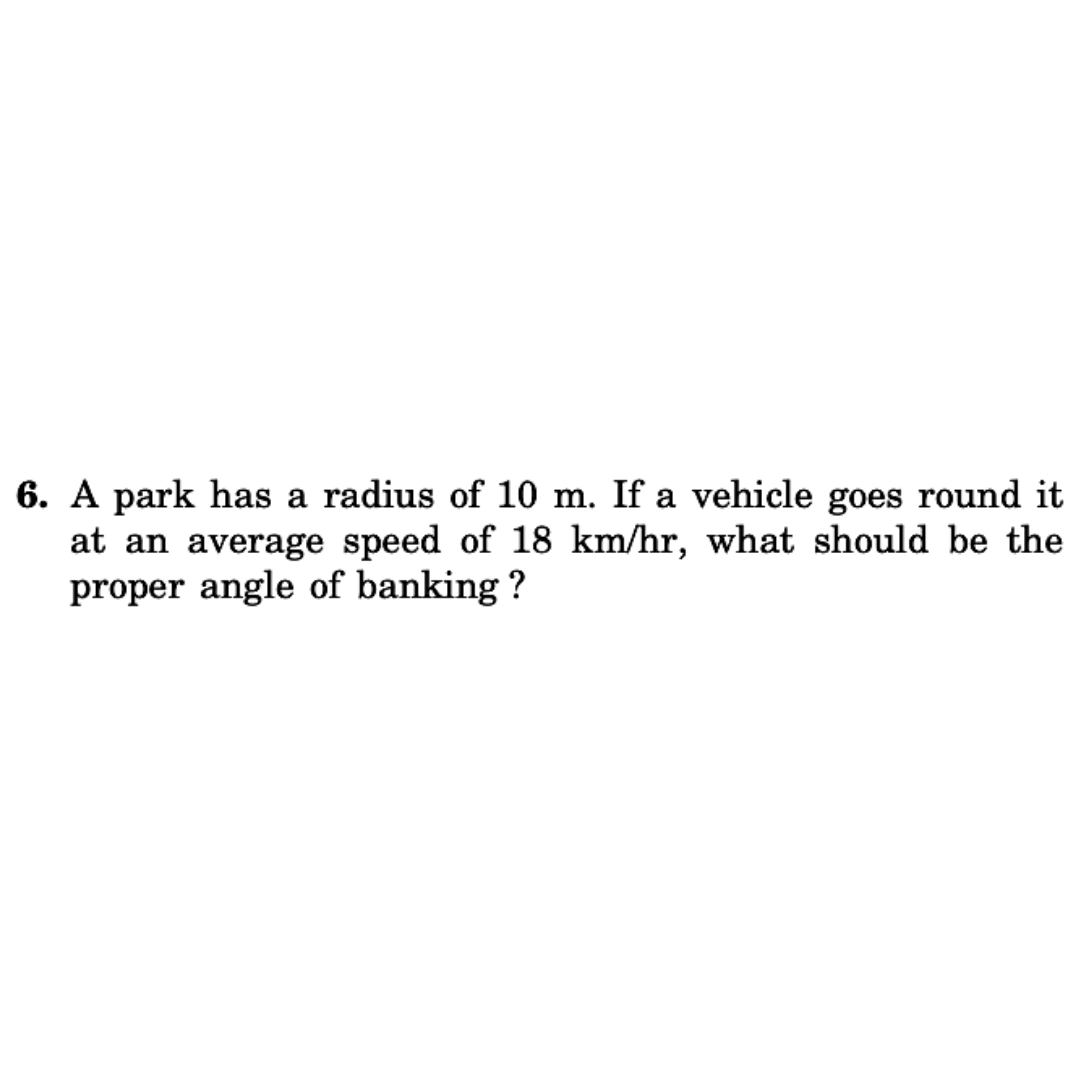 6. A park has a radius of 10 m. If a vehicle goes round it
at an average speed of 18 km/hr, what should be the
proper angle of banking ?